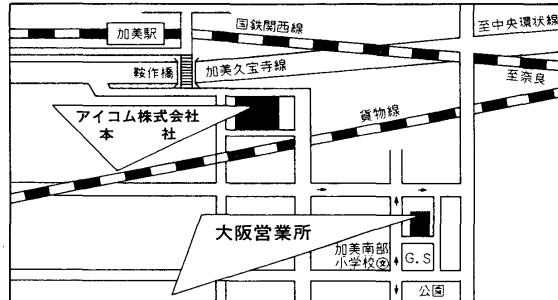 加美駅
国鉄関西線
至中央環状線
鞍作橋
加美久宝寺線
至奈良
アイコム株式会社
本社
貨物線
大阪営業所
加美南部
小学校文
G.S
公園